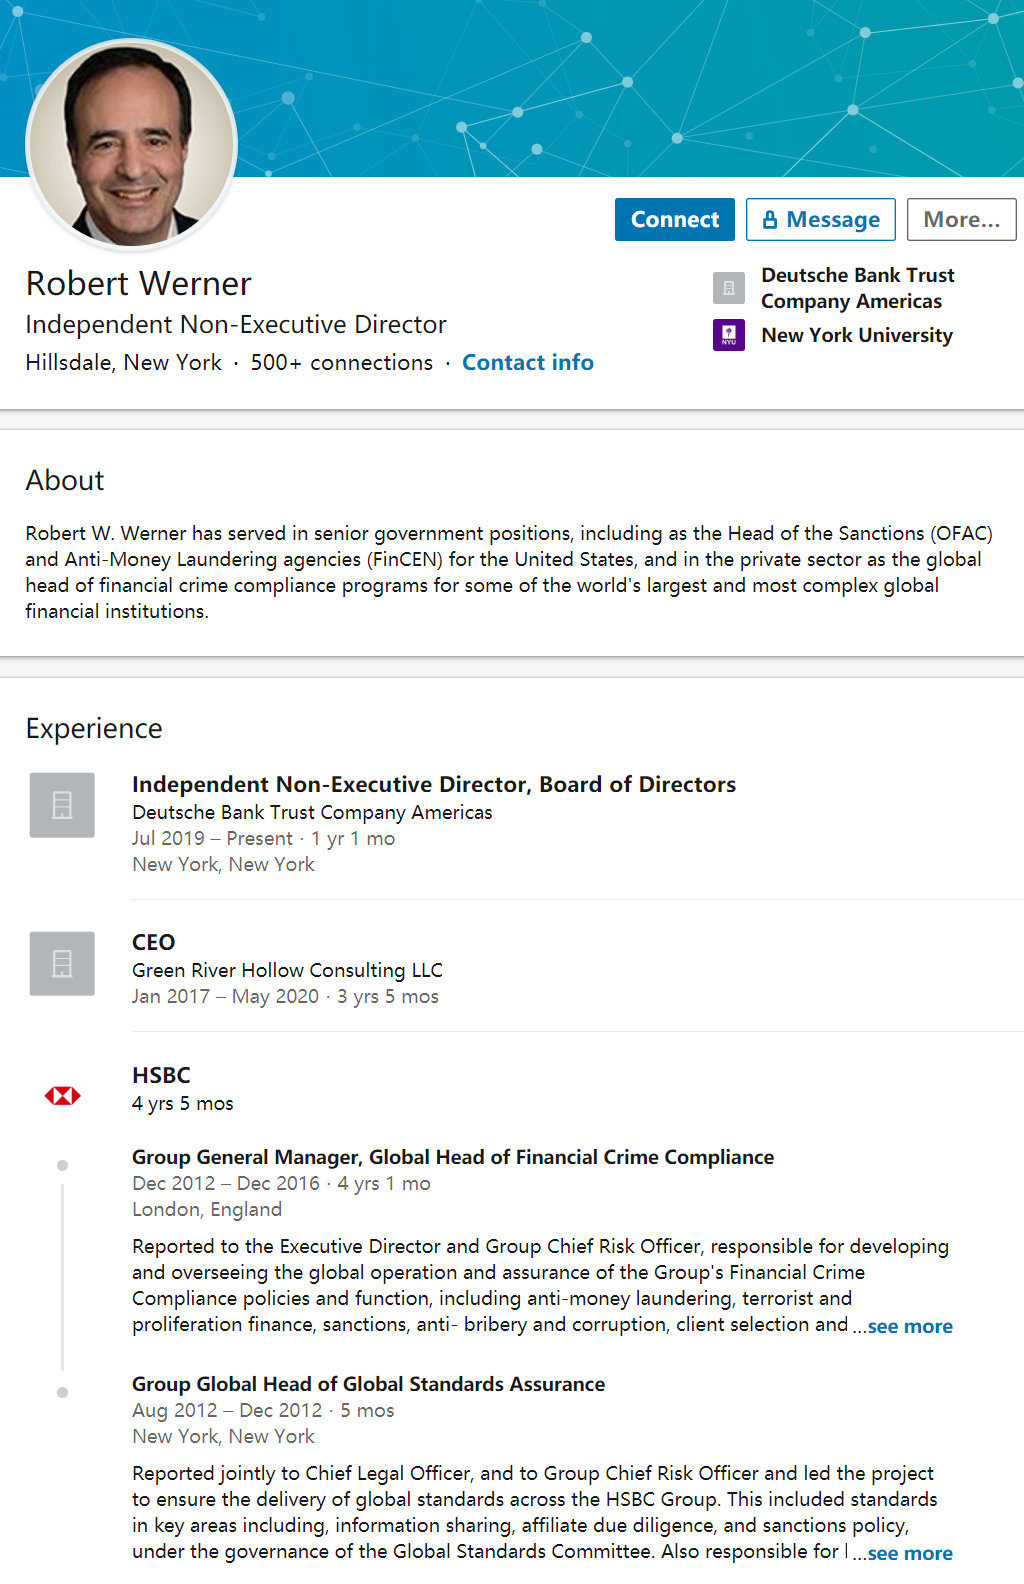 Connect
Message
More...
Robert Werner
Independent Non-Executive Director
Hillsdale, New York · 500+ connections · Contact info
Deutsche Bank Trust
Company Americas
NYU
New York University
About
Robert W. Werner has served in senior government positions, including as the Head of the Sanctions (OFAC)
and Anti-Money Laundering agencies (FinCEN) for the United States, and in the private sector as the global
head of financial crime compliance programs for some of the world's largest and most complex global
financial institutions.
Experience
Independent Non-Executive Director, Board of Directors
Deutsche Bank Trust Company Americas
Jul 2019 – Present · 1 yr 1 mo
New York, New York
CEO
Green River Hollow Consulting LLC
Jan 2017 – May 2020 · 3 yrs 5 mos
HSBC
4 yrs 5 mos
Group General Manager, Global Head of Financial Crime Compliance
Dec 2012 – Dec 2016 · 4 yrs 1 mo
London, England
Reported to the Executive Director and Group Chief Risk Officer, responsible for developing
and overseeing the global operation and assurance of the Group's Financial Crime
Compliance policies and function, including anti-money laundering, terrorist and
proliferation finance, sanctions, anti- bribery and corruption, client selection and ...see more
Group Global Head of Global Standards Assurance
Aug 2012 – Dec 2012 · 5 mos
New York, New York
Reported jointly to Chief Legal Officer, and to Group Chief Risk Officer and led the project
to ensure the delivery of global standards across the HSBC Group. This included standards
in key areas including, information sharing, affiliate due diligence, and sanctions policy,
under the governance of the Global Standards Committee. Also responsible for ...see more